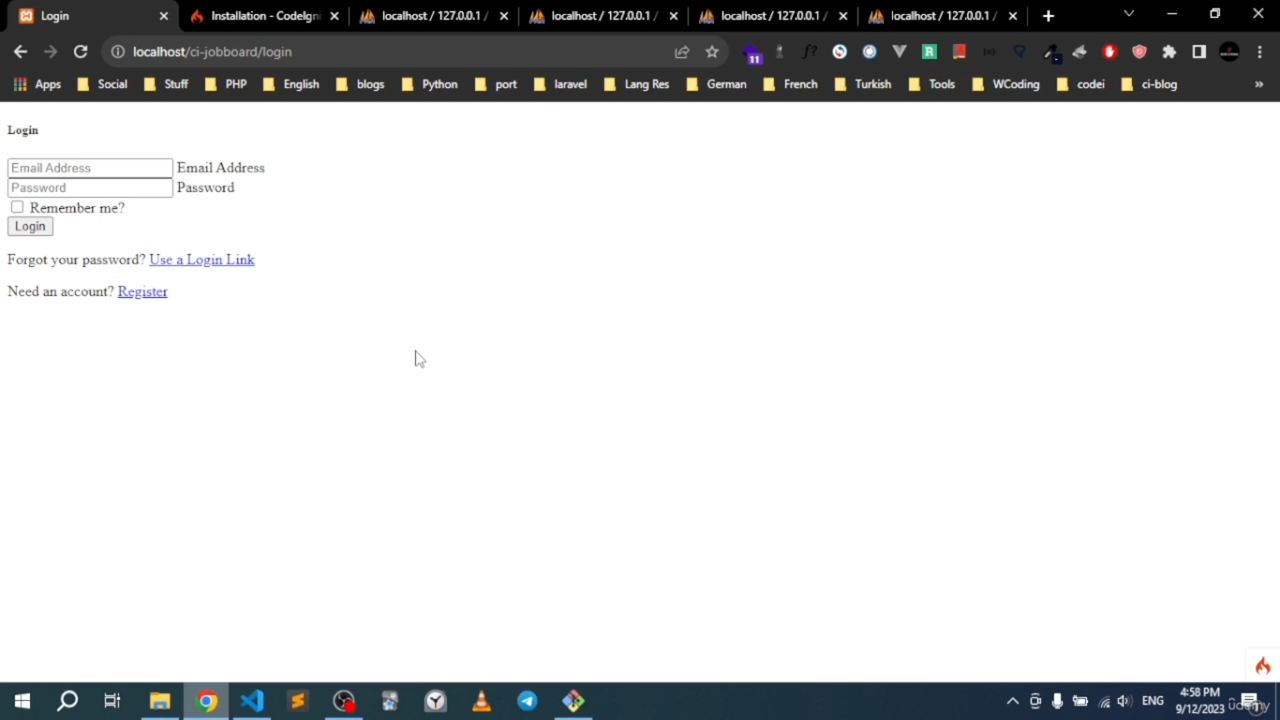 Login
Installation - CodeIgn
localhost / 127.0.0.1 /
localhost / 127.0.0.1 /
localhost / 127.0.0.1 /
localhost / 127.0.0.1 /
localhost/ci-jobboard/login
f?
R
11
Apps
Social
Stuff
PHP
English
blogs
Python
port
laravel
Lang Res
German
French
Turkish
Tools
WCoding
codei
ci-blog
»
Login
Email Address Email Address
Password Password
Remember me?
Login
Forgot your password? Use a Login Link
Need an account? Register
ENG
4:58 PM
9/12/2023
udemy